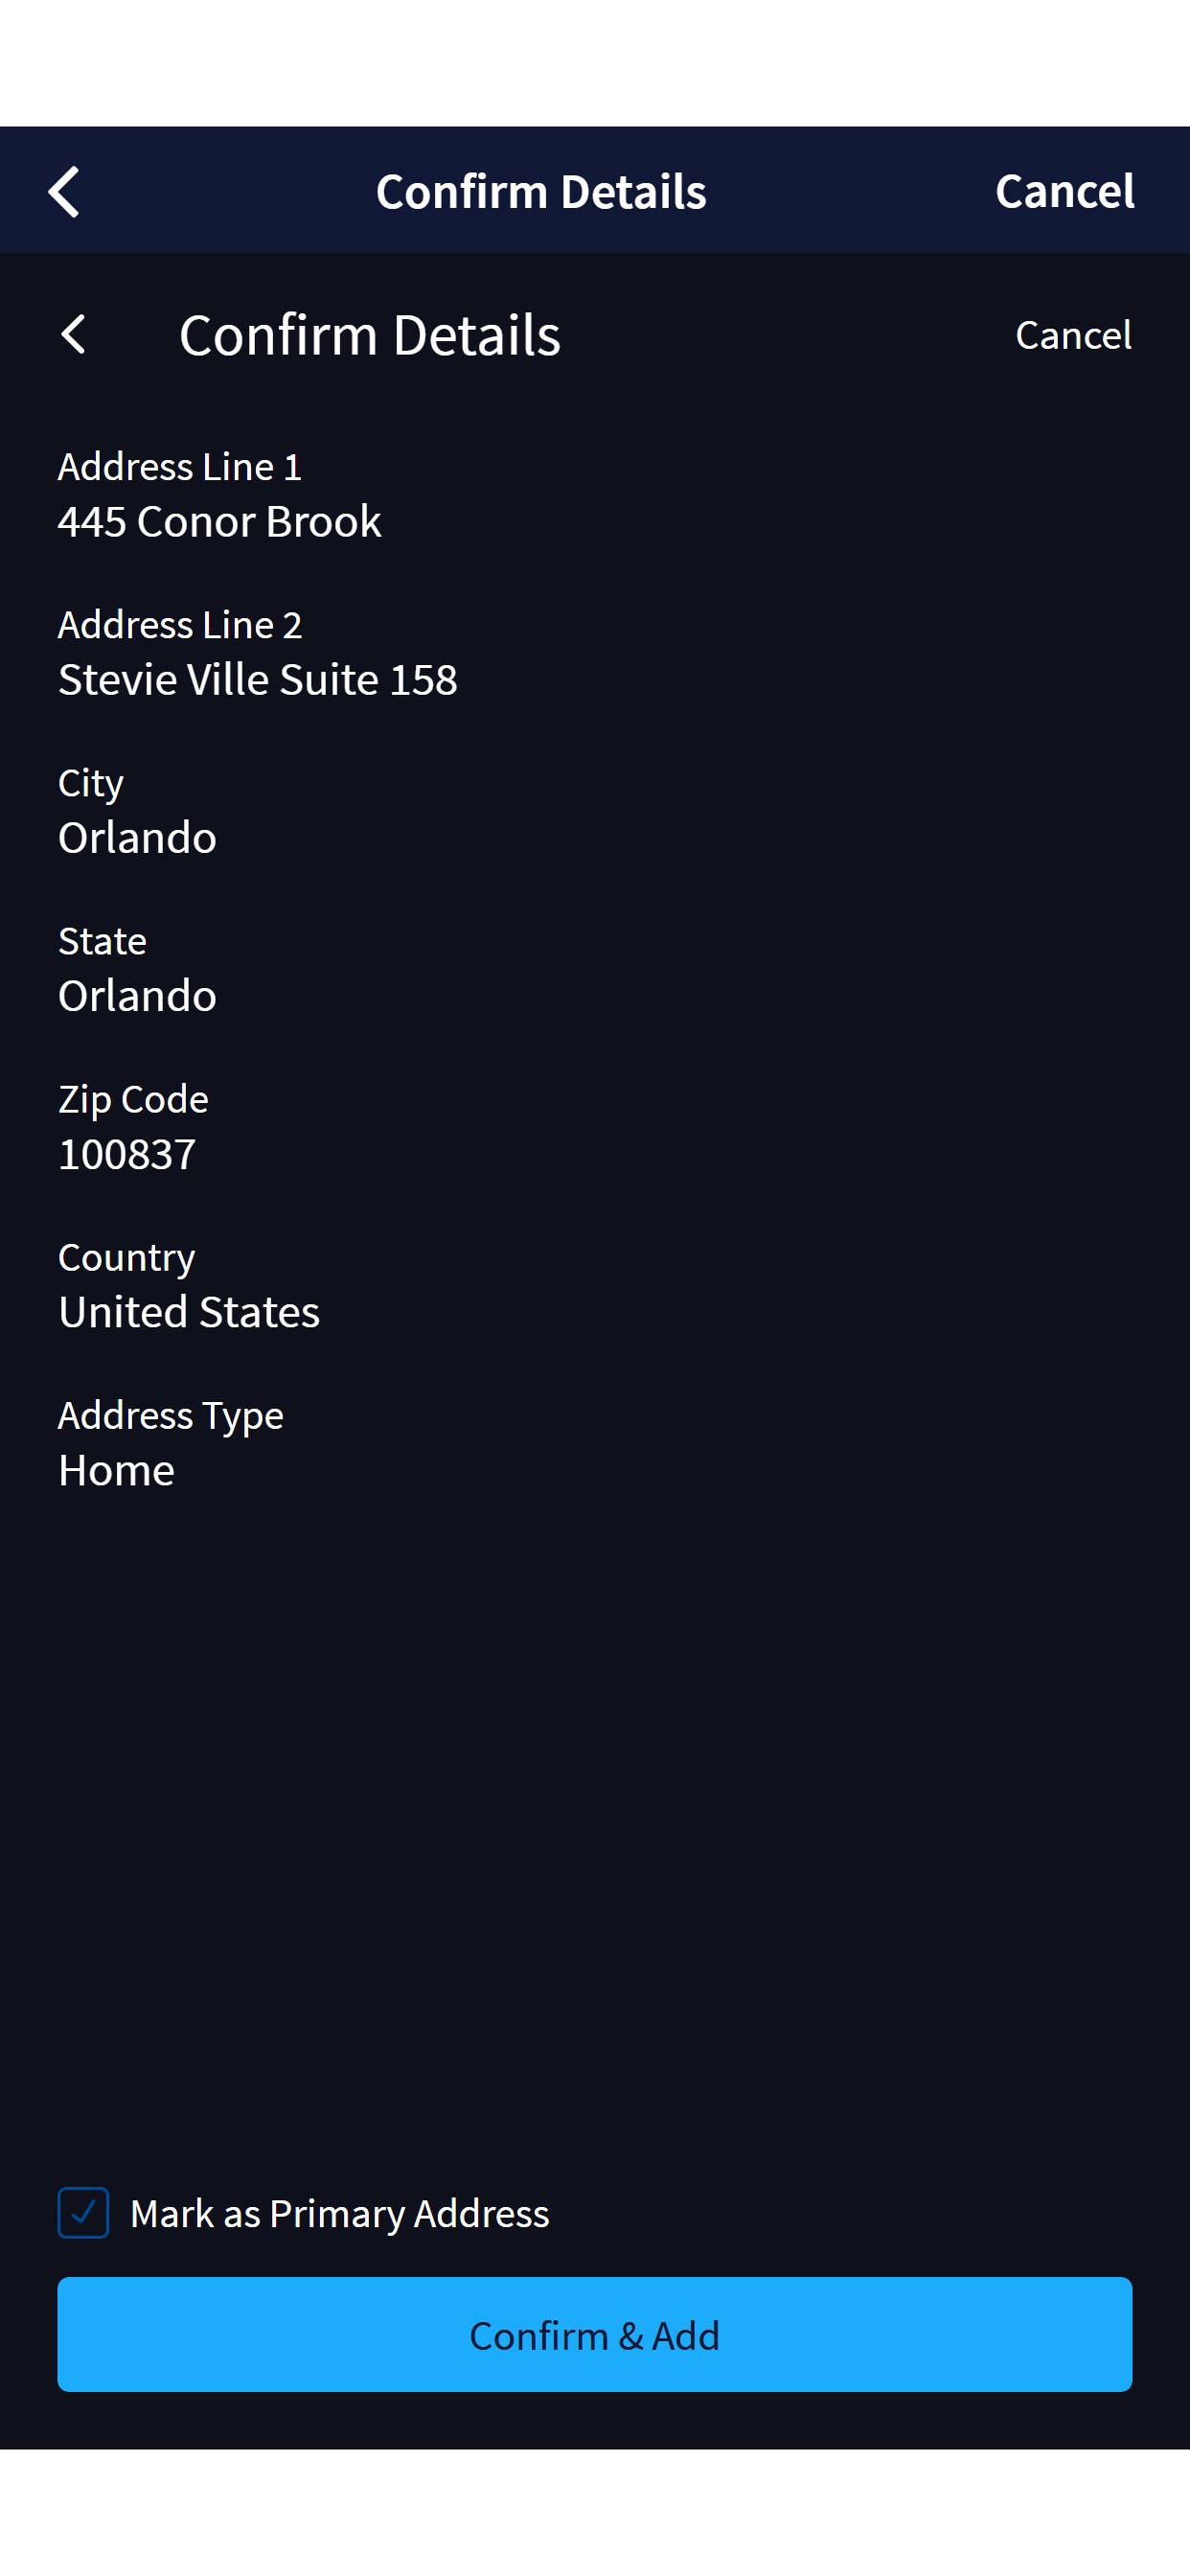 Confirm Details Cancel
Confirm Details Cancel
Address Line 1
445 Conor Brook
Address Line 2
Stevie Ville Suite 158
City
Orlando
State
Orlando
Zip Code
100837
Country
United States
Address Type
Home
Mark as Primary Address
Confirm & Add